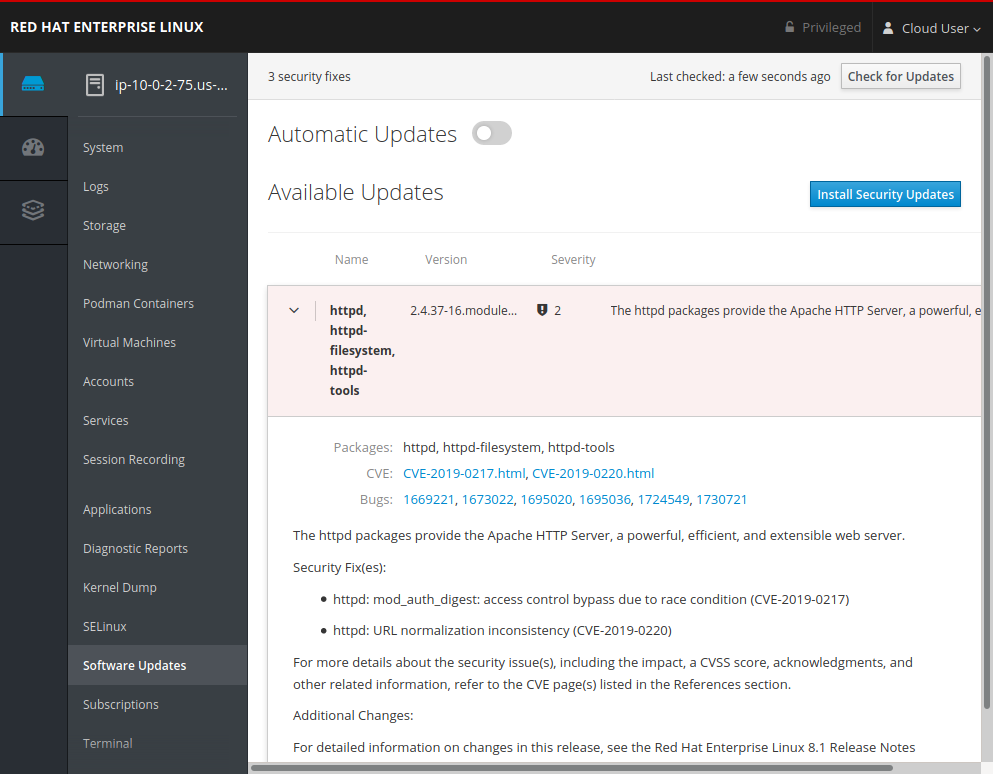 RED HAT ENTERPRISE LINUX
Privileged
Cloud User
ip-10-0-2-75.us-...
System
Logs
Storage
Networking
Podman Containers
Virtual Machines
Accounts
Services
Session Recording
Applications
Diagnostic Reports
Kernel Dump
SELinux
Software Updates
Subscriptions
Terminal
3 security fixes
Last checked: a few seconds ago
Check for Updates
Automatic Updates
Available Updates
Install Security Updates
Name Version Severity
httpd, 2.4.37-16.module... 2 The httpd packages provide the Apache HTTP Server, a powerful, e
httpd-
filesystem,
httpd-
tools
Packages: httpd, httpd-filesystem, httpd-tools
CVE: CVE-2019-0217.html, CVE-2019-0220.html
Bugs: 1669221, 1673022, 1695020, 1695036, 1724549, 1730721
The httpd packages provide the Apache HTTP Server, a powerful, efficient, and extensible web server.
Security Fix(es):
• httpd: mod_auth_digest: access control bypass due to race condition (CVE-2019-0217)
• httpd: URL normalization inconsistency (CVE-2019-0220)
For more details about the security issue(s), including the impact, a CVSS score, acknowledgments, and
other related information, refer to the CVE page(s) listed in the References section.
Additional Changes:
For detailed information on changes in this release, see the Red Hat Enterprise Linux 8.1 Release Notes